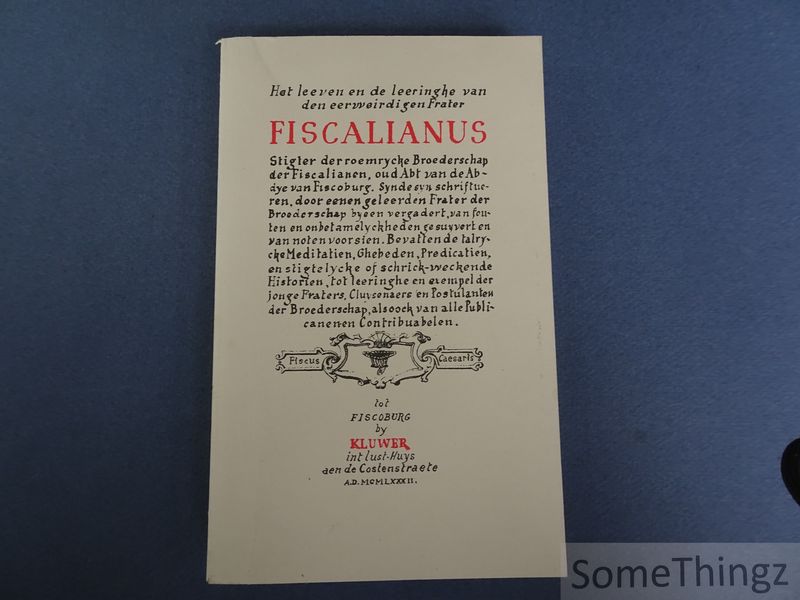 Het leeven en de leeringhe van
den eerweirdigen Frater
FISCALIANUS
Stigter der roemrycke Broederschap
der Fiscalianen, oud Abt van de Ab-
dye van Fiscoburg. Synde syn schriftue-
ren, door eenen geleerden Frater der
Broederschap byeen vergadert, van fou-
ten en onbetamelyckheden gesuyvert en
van noten voorsien. Bevatten de talry-
cke Meditatien, Ghebeden, Predicatien,
en stigtelycke of schrick-weckende
Historien, tot leeringhe en exempel der
jonge Fraters, Cluysenaers en Postulanten
der Broederschap, alsoock van alle Publi-
canen en Contribuabelen.
Fiscus Caesaris
tot
FISCOBURG
by
KLUWER
int Lust-Huys
aen de Costenstraete
A.D. MCMLXXXII.
SomeThingz